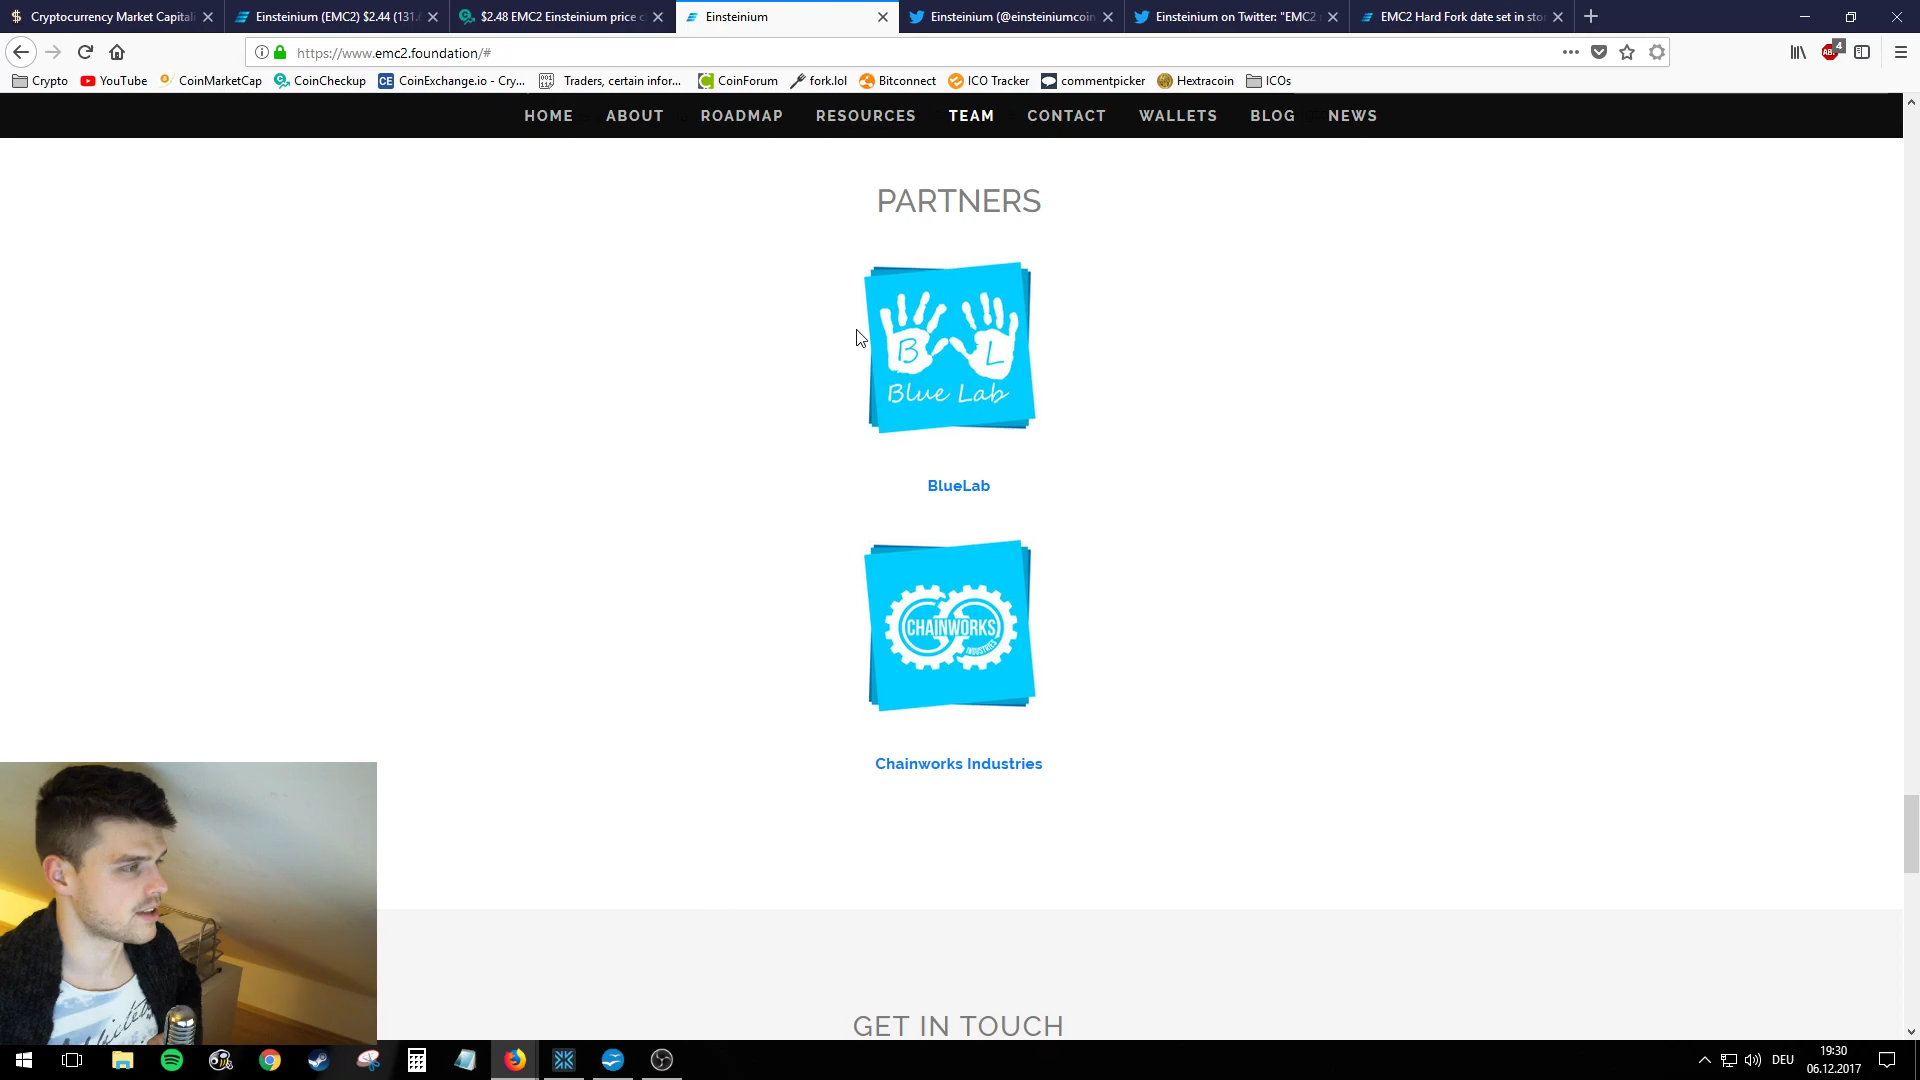 Cryptocurrency Market Capitali
Einsteinium (EMC2) $2.44 (131.
$2.48 EMC2 Einsteinium price c
Einsteinium
Einsteinium (@einsteiniumcoin
Einsteinium on Twitter: "EMC2
EMC2 Hard Fork date set in sto
https://www.emc2.foundation/#
4
Crypto
YouTube
CoinMarketCap
CoinCheckup
CE CoinExchange.io - Cry...
Traders, certain infor...
CoinForum
fork.lol
Bitconnect
ICO Tracker
commentpicker
Hextracoin
ICOs
HOME ABOUT ROADMAP RESOURCES TEAM CONTACT WALLETS BLOG NEWS
PARTNERS
B L
Blue Lab
BlueLab
CHAINWORKS
INDUSTRIES
Chainworks Industries
GET IN TOUCH
DEU
19:30
06.12.2017